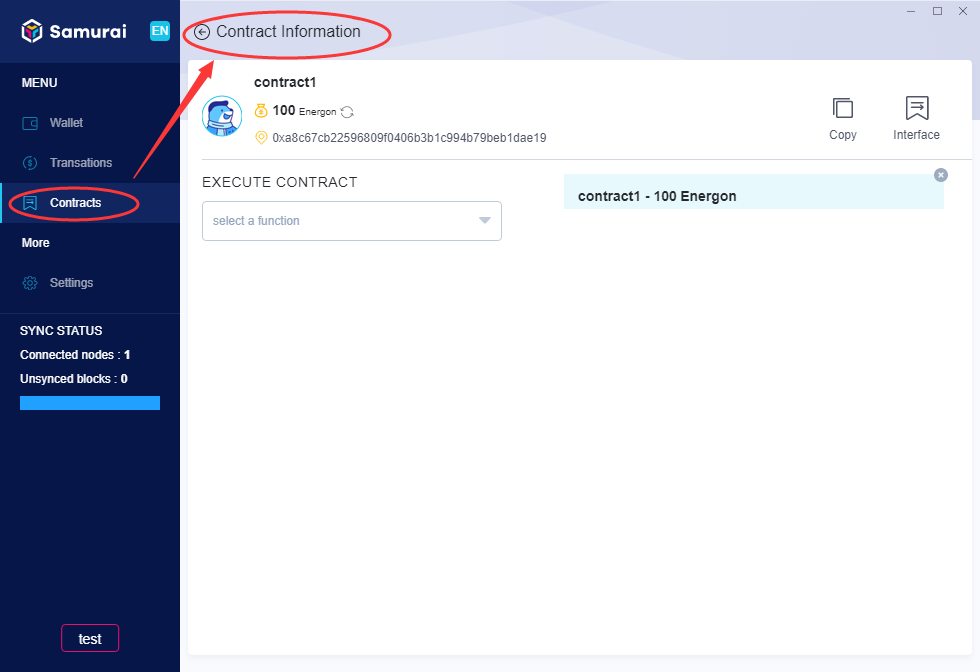 Samurai
EN
MENU
Wallet
Transations
Contracts
More
Settings
SYNC STATUS
Connected nodes : 1
Unsynced blocks : 0
test
Contract Information
contract1
100 Energon
0xa8c67cb22596809f0406b3b1c994b79beb1dae19
Copy
Interface
EXECUTE CONTRACT
select a function
contract1 - 100 Energon